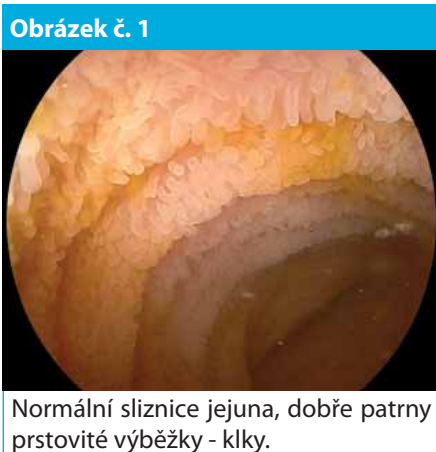 Obrázek č. 1
Normální sliznice jejuna, dobře patrny
prstovité výběžky - klky.